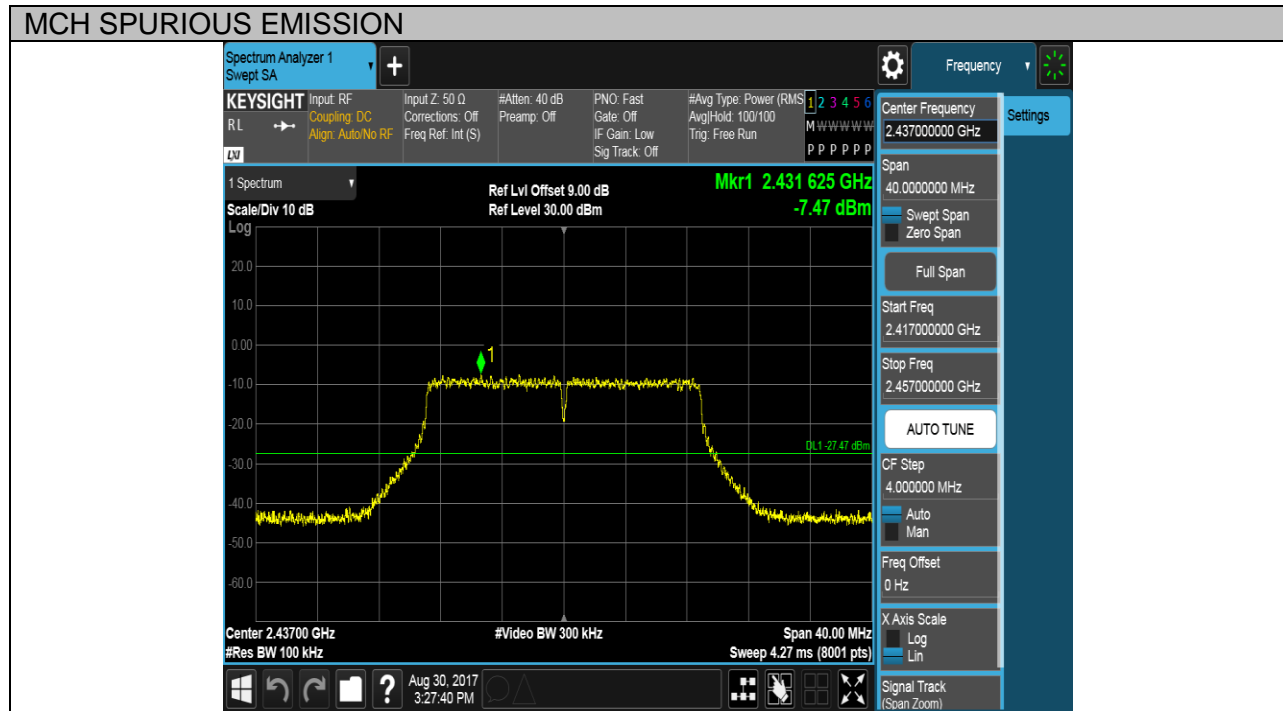 MCH SPURIOUS EMISSION
Spectrum Analyzer 1
Swept SA
+
Frequency
KEYSIGHT
RL
LXI
Input: RF
Coupling: DC
Align: Auto/No RF
Input Z: 50 Ω
Corrections: Off
Freq Ref: Int (S)
#Atten: 40 dB
Preamp: Off
PNO: Fast
Gate: Off
IF Gain: Low
Sig Track: Off
#Avg Type: Power (RMS
Avg|Hold: 100/100
Trig: Free Run
1 2 3 4 5 6
M W W W W W
P P P P P P
1 Spectrum
Scale/Div 10 dB
Log
Ref Lvl Offset 9.00 dB
Ref Level 30.00 dBm
Mkr1 2.431 625 GHz
-7.47 dBm
20.0
10.0
0.00
-10.0
-20.0
-30.0
-40.0
-50.0
-60.0
1
DL1 -27.47 dBm
Center 2.43700 GHz
#Res BW 100 kHz
#Video BW 300 kHz
Span 40.00 MHz
Sweep 4.27 ms (8001 pts)
?
Aug 30, 2017
3:27:40 PM
Center Frequency
2.437000000 GHz
Span
40.0000000 MHz
Swept Span
Zero Span
Full Span
Start Freq
2.417000000 GHz
Stop Freq
2.457000000 GHz
AUTO TUNE
CF Step
4.000000 MHz
Auto
Man
Freq Offset
0 Hz
X Axis Scale
Log
Lin
Signal Track
(Span Zoom)
Settings